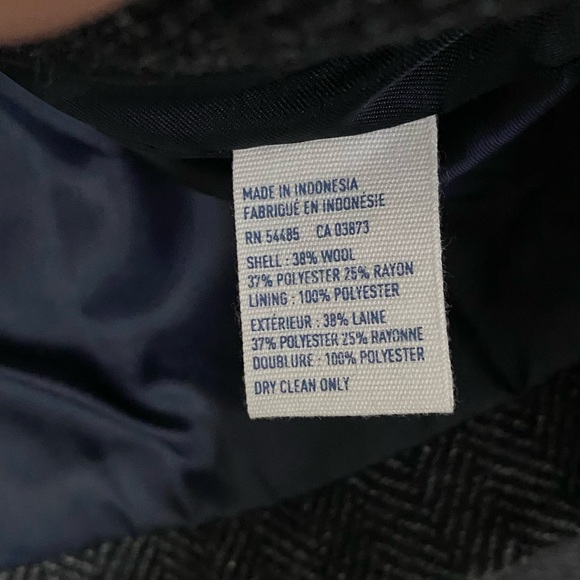 MADE IN INDONESIA
FABRIQUÉ EN INDONÉSIE
RN 54485 CA 03873
SHELL : 38% WOOL
37% POLYESTER 25% RAYON
LINING : 100% POLYESTER
EXTÉRIEUR : 38% LAINE
37% POLYESTER 25% RAYONNE
DOUBLURE : 100% POLYESTER
DRY CLEAN ONLY